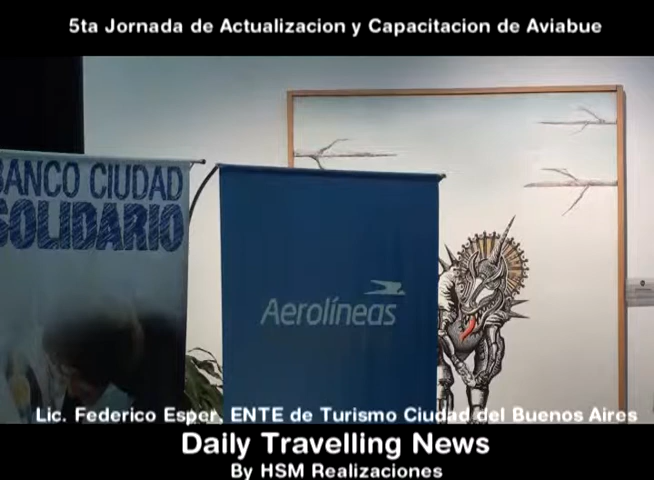 5ta Jornada de Actualizacion y Capacitacion de Aviabue
BANCO CIUDAD
SOLIDARIO
Aerolíneas
Lic. Federico Esper, ENTE de Turismo Ciudad del Buenos Aires
Daily Travelling News
By HSM Realizaciones